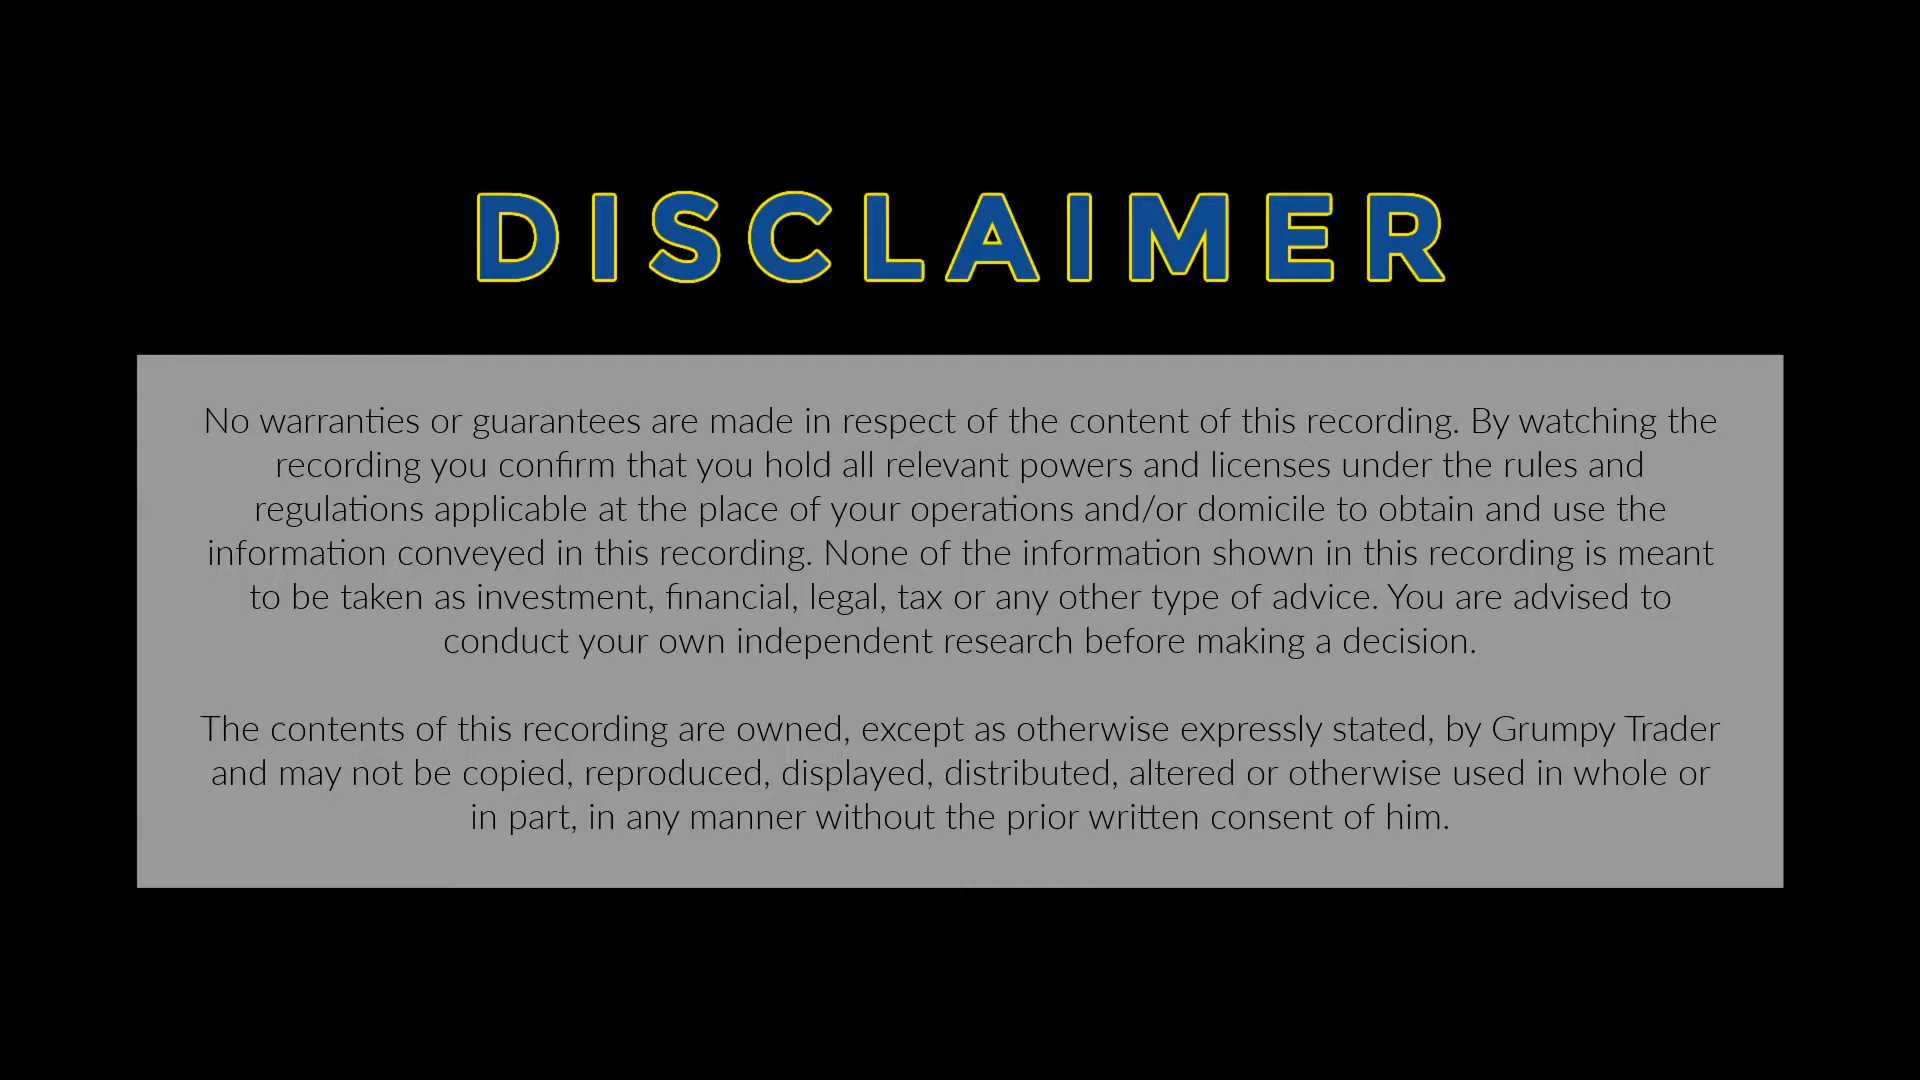 DISCLAIMER
No warranties or guarantees are made in respect of the content of this recording. By watching the
recording you confirm that you hold all relevant powers and licenses under the rules and
regulations applicable at the place of your operations and/or domicile to obtain and use the
information conveyed in this recording. None of the information shown in this recording is meant
to be taken as investment, financial, legal, tax or any other type of advice. You are advised to
conduct your own independent research before making a decision.
The contents of this recording are owned, except as otherwise expressly stated, by Grumpy Trader
and may not be copied, reproduced, displayed, distributed, altered or otherwise used in whole or
in part, in any manner without the prior written consent of him.